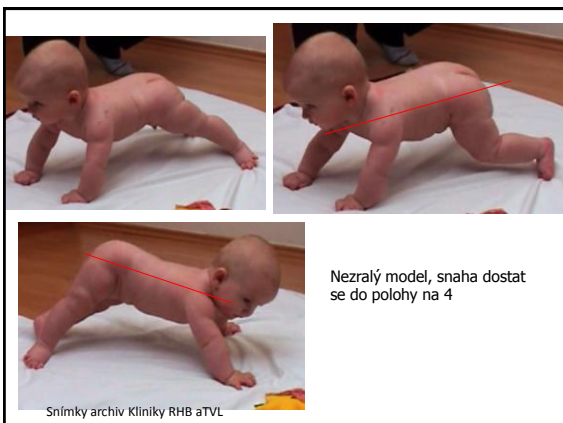 Nezralý model, snaha dostat
se do polohy na 4
Snímky archiv Kliniky RHB aTVL